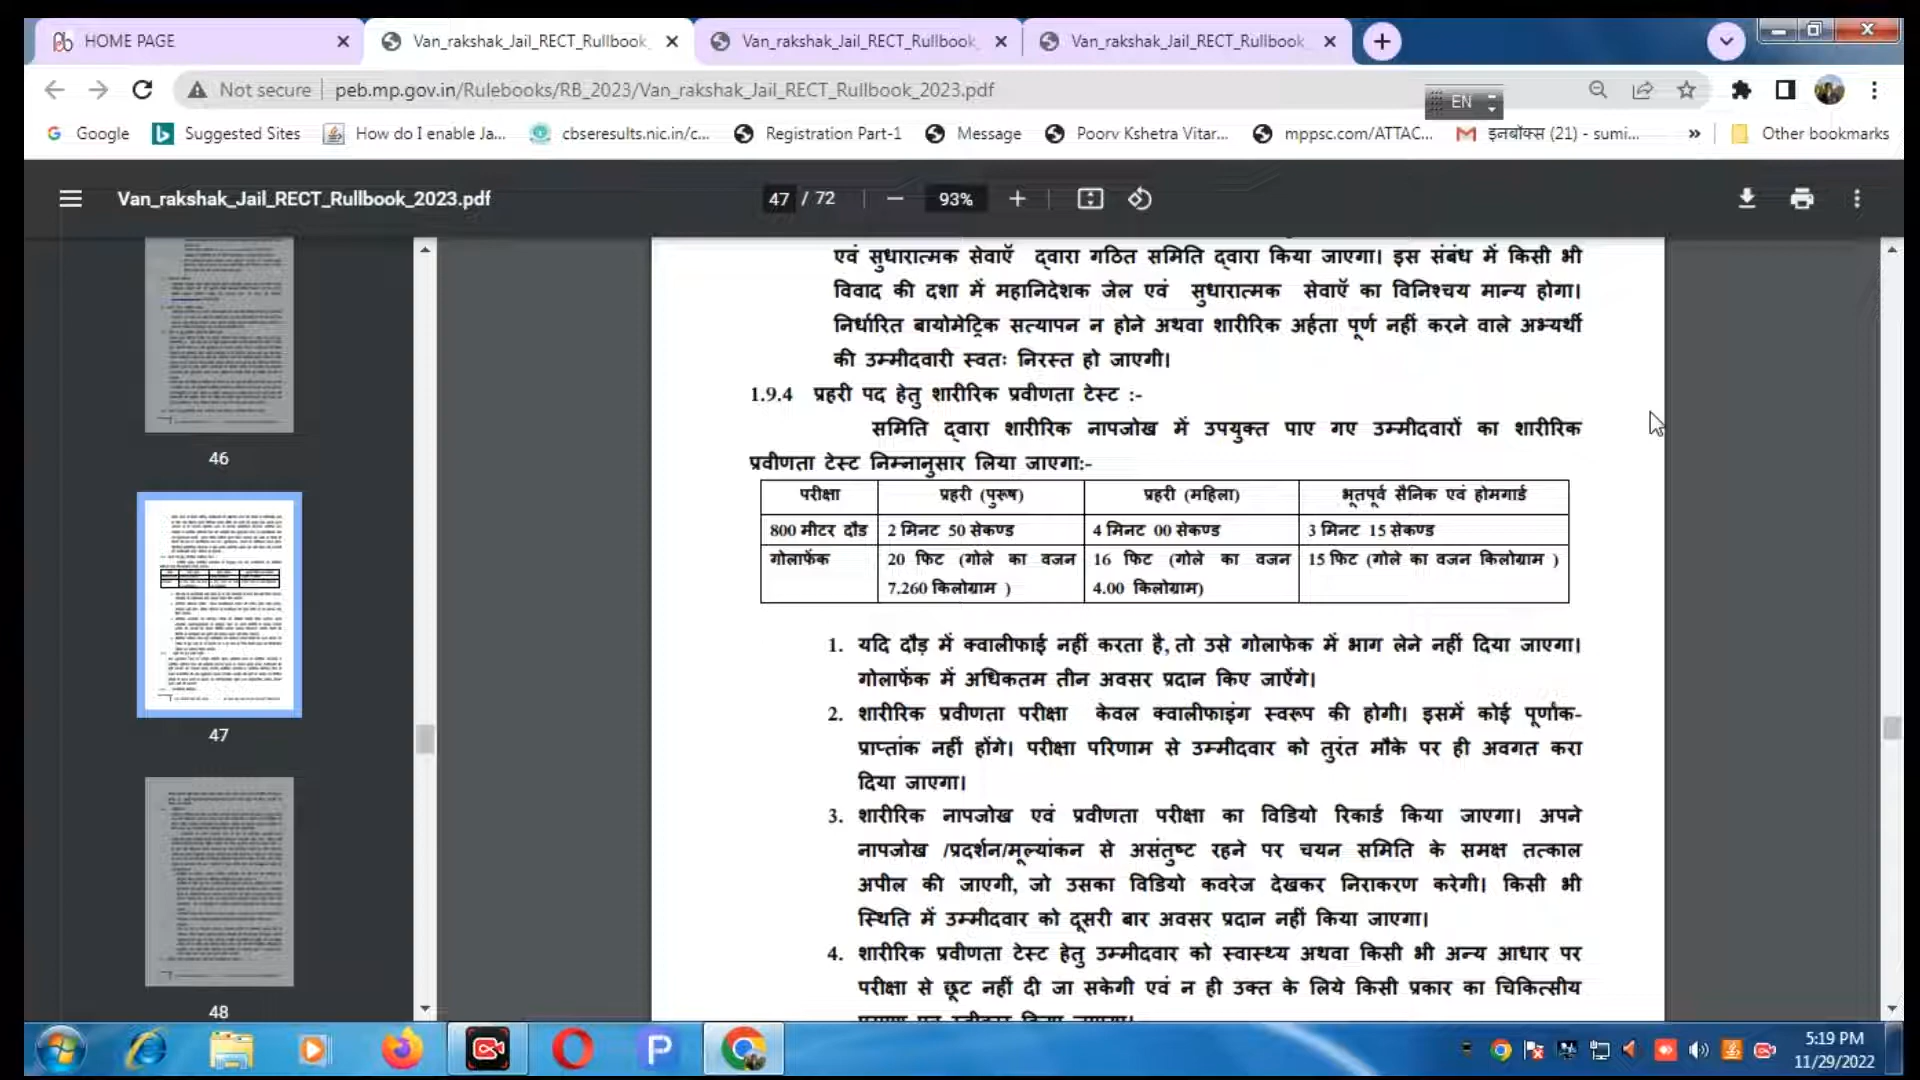 HOME PAGE
Van_rakshak_Jail_RECT_Rullbook
Van_rakshak_Jail_RECT_Rullbook
Van_rakshak_Jail_RECT_Rullbook
Not secure
peb.mp.gov.in/Rulebooks/RB_2023/Van_rakshak_Jail_RECT_Rullbook_2023.pdf
EN
Google
Suggested Sites
How do I enable Ja...
cbseresults.nic.in/c...
Registration Part-1
Message
Poorv Kshetra Vitar...
mppsc.com/ATTAC...
इनबॉक्स (21) - sumi...
»
Other bookmarks
Van_rakshak_Jail_RECT_Rullbook_2023.pdf
47 / 72
93%
46
47
48
एवं सुधारात्मक सेवाऍ द्वारा गठित समिति द्वारा किया जाएगा। इस संबंध में किसी भी
विवाद की दशा में महानिदेशक जेल एवं सुधारात्मक सेवाऍ का विनिश्चय मान्य होगा।
निर्धारित बायोमेट्रिक सत्यापन न होने अथवा शारीरिक अर्हता पूर्ण नहीं करने वाले अभ्यर्थी
की उम्मीदवारी स्वतः निरस्त हो जाएगी।
1.9.4 प्रहरी पद हेतु शारीरिक प्रवीणता टेस्ट :-
समिति द्वारा शारीरिक नापजोख में उपयुक्त पाए गए उम्मीदवारों का शारीरिक
प्रवीणता टेस्ट निम्नानुसार लिया जाएगा:-
परीक्षा प्रहरी (पुरूष) प्रहरी (महिला) भूतपूर्व सैनिक एवं होमगार्ड
800 मीटर दौड 2 मिनट 50 सेकण्ड 4 मिनट 00 सेकण्ड 3 मिनट 15 सेकण्ड
गोलाफेंक 20 फिट (गोले का वजन 16 फिट (गोले का वजन 15 फिट (गोले का वजन किलोग्राम )
7.260 किलोग्राम ) 4.00 किलोग्राम)
1. यदि दौड़ में क्वालीफाई नहीं करता है, तो उसे गोलाफेक में भाग लेने नहीं दिया जाएगा।
गोलाफेंक में अधिकतम तीन अवसर प्रदान किए जाऐंगे।
2. शारीरिक प्रवीणता परीक्षा केवल क्वालीफाइंग स्वरूप की होगी। इसमें कोई पूर्णांक-
प्राप्तांक नहीं होंगे। परीक्षा परिणाम से उम्मीदवार को तुरंत मौके पर ही अवगत करा
दिया जाएगा।
3. शारीरिक नापजोख एवं प्रवीणता परीक्षा का विडियो रिकार्ड किया जाएगा। अपने
नापजोख /प्रदर्शन/मूल्यांकन से असंतुष्ट रहने पर चयन समिति के समक्ष तत्काल
अपील की जाएगी, जो उसका विडियो कवरेज देखकर निराकरण करेगी। किसी भी
स्थिति में उम्मीदवार को दूसरी बार अवसर प्रदान नहीं किया जाएगा।
4. शारीरिक प्रवीणता टेस्ट हेतु उम्मीदवार को स्वास्थ्य अथवा किसी भी अन्य आधार पर
परीक्षा से छूट नहीं दी जा सकेगी एवं न ही उक्त के लिये किसी प्रकार का चिकित्सीय
5:19 PM
11/29/2022